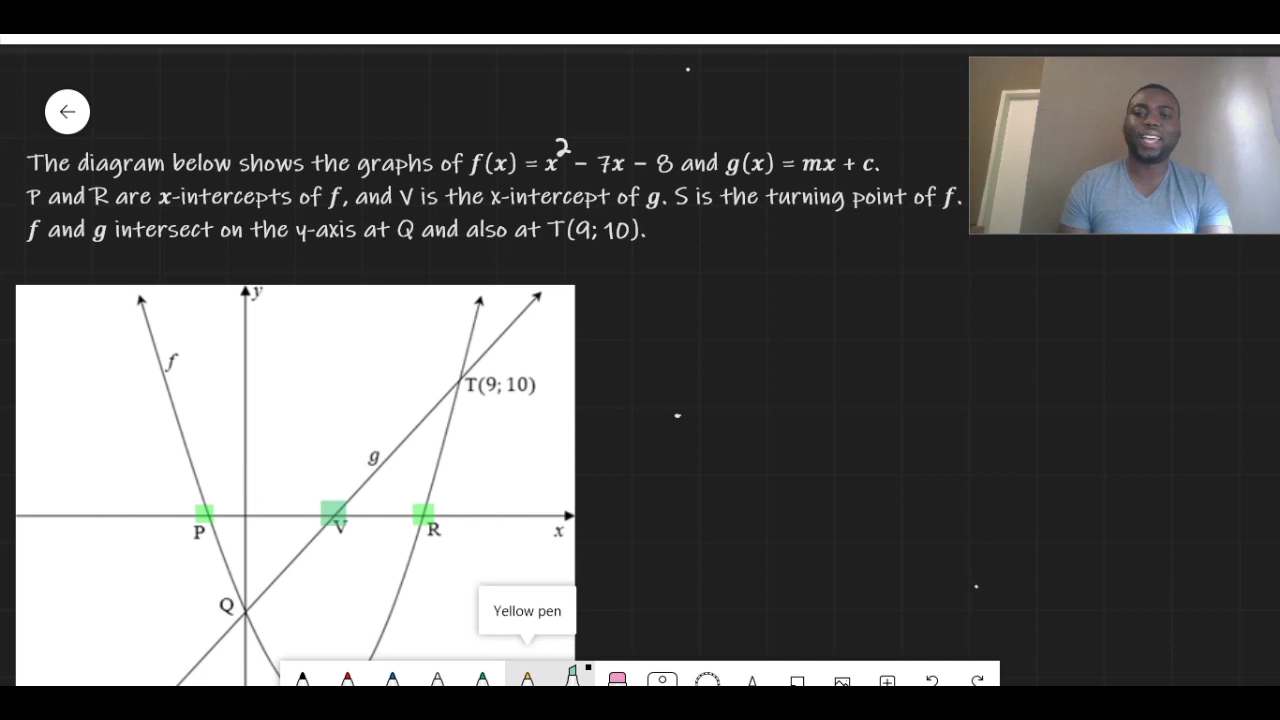 The diagram below shows the graphs of f(x) = x² − 7x − 8 and g(x) = mx + c.
P and R are x-intercepts of f, and V is the x-intercept of g. S is the turning point of f.
f and g intersect on the y-axis at Q and also at T(9; 10).
y
f
T(9; 10)
g
P
V
R
x
Q
Yellow pen